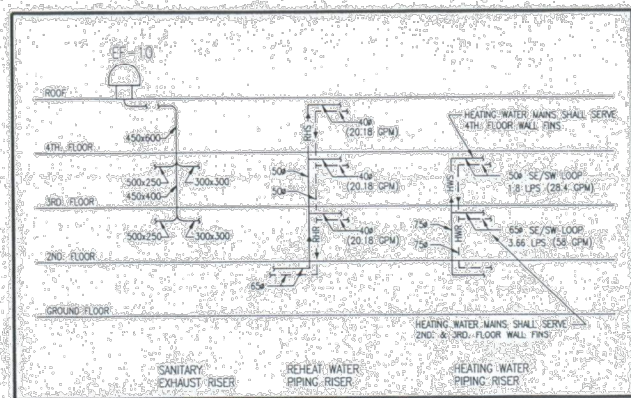 EF-10
ROOF
450x600
4TH. FLOOR
500x250
300x300
450x400
3RD. FLOOR
500x250
300x300
2ND. FLOOR
GROUND FLOOR
SANITARY
EXHAUST RISER
RHS
40ø
(20.18 GPM)
50ø
50ø
40ø
(20.18 GPM)
40ø
(20.18 GPM)
RHR
65ø
REHEAT WATER
PIPING RISER
HEATING WATER MAINS SHALL SERVE
4TH. FLOOR WALL FINS
HWS
50ø SE/SW LOOP
1.8 LPS (28.4 GPM)
75ø
HWR
75ø
65ø SE/SW LOOP
3.66 LPS (58 GPM)
HEATING WATER MAINS SHALL SERVE
2ND. & 3RD. FLOOR WALL FINS
HEATING WATER
PIPING RISER